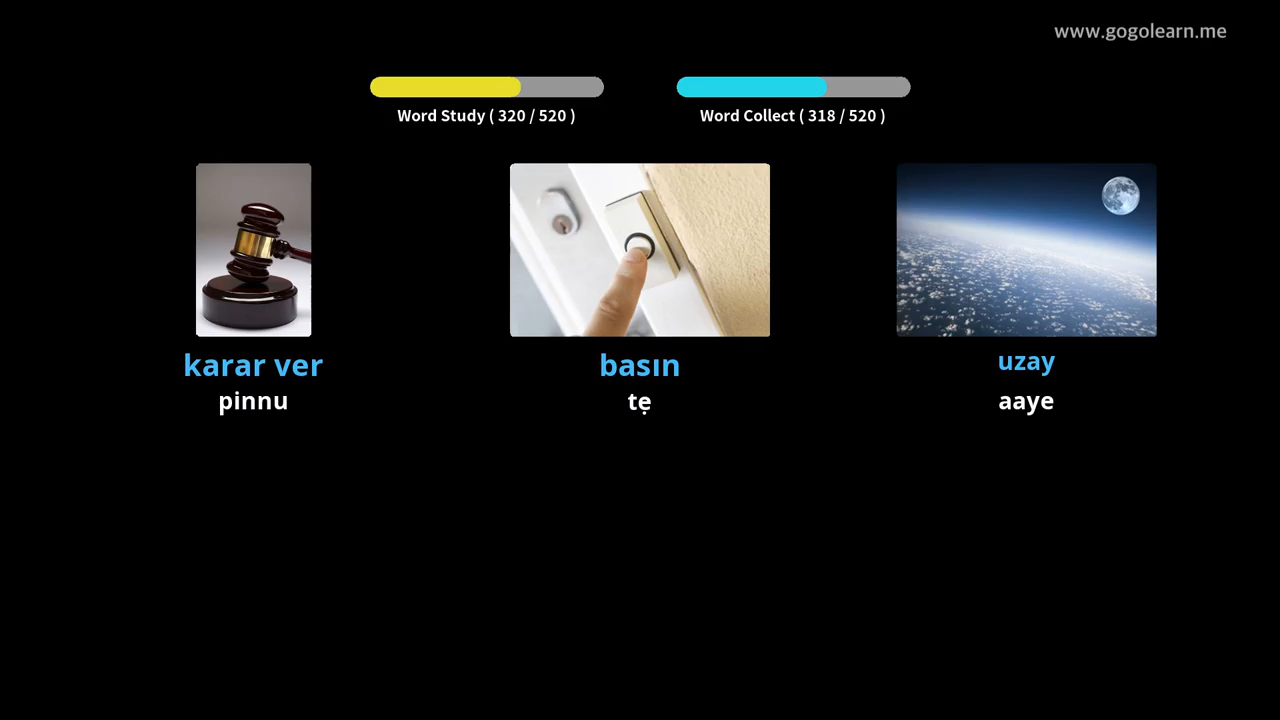 www.gogolearn.me
Word Study ( 320 / 520 )
Word Collect ( 318 / 520 )
karar ver
pinnu
basın
tẹ
uzay
aaye